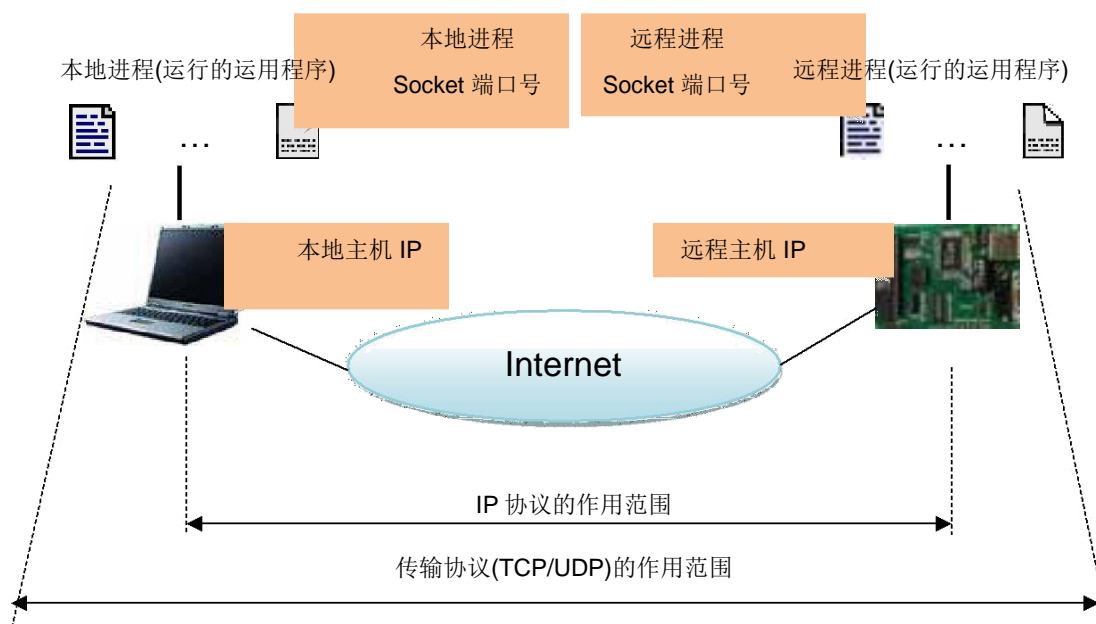 本地进程
Socket 端口号
远程进程
Socket 端口号
本地进程(运行的运用程序)
远程进程(运行的运用程序)
…
…
本地主机 IP
远程主机 IP
Internet
IP 协议的作用范围
传输协议(TCP/UDP)的作用范围